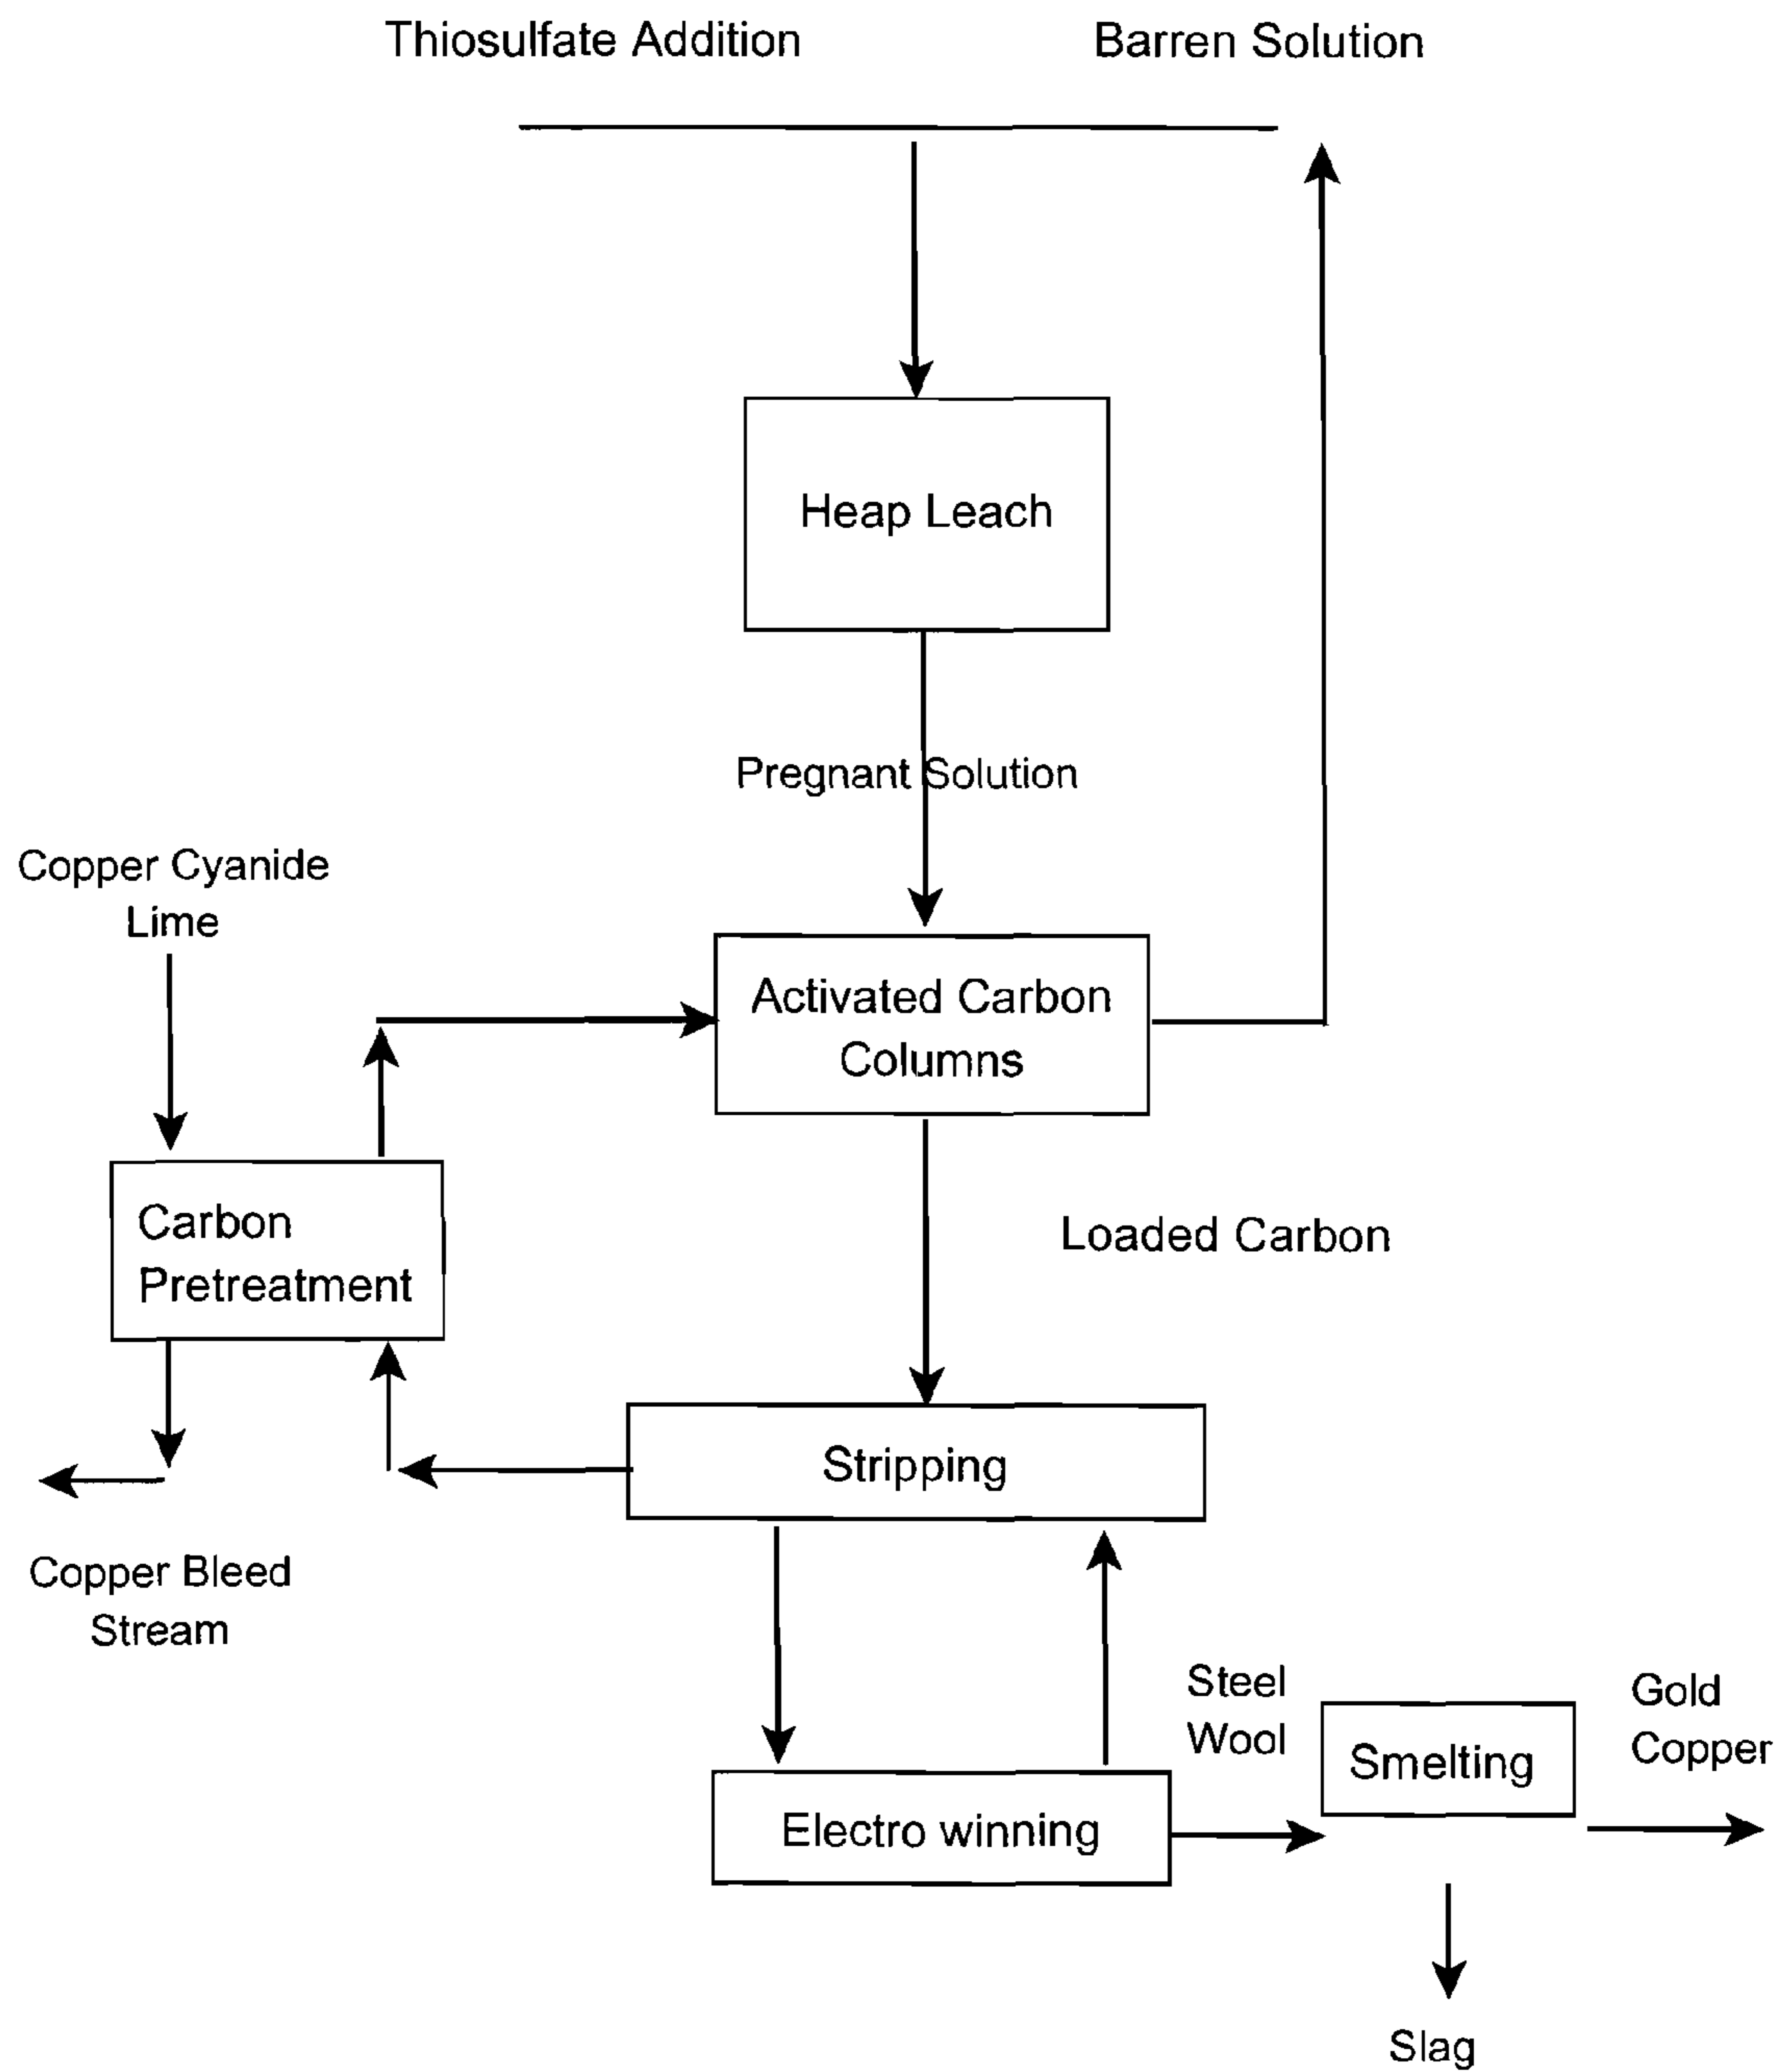 Thiosulfate Addition
Barren Solution
Heap Leach
Pregnant Solution
Copper Cyanide
Lime
Activated Carbon
Columns
Carbon
Pretreatment
Loaded Carbon
Stripping
Copper Bleed
Stream
Steel
Wool
Gold
Copper
Smelting
Electro winning
Slag